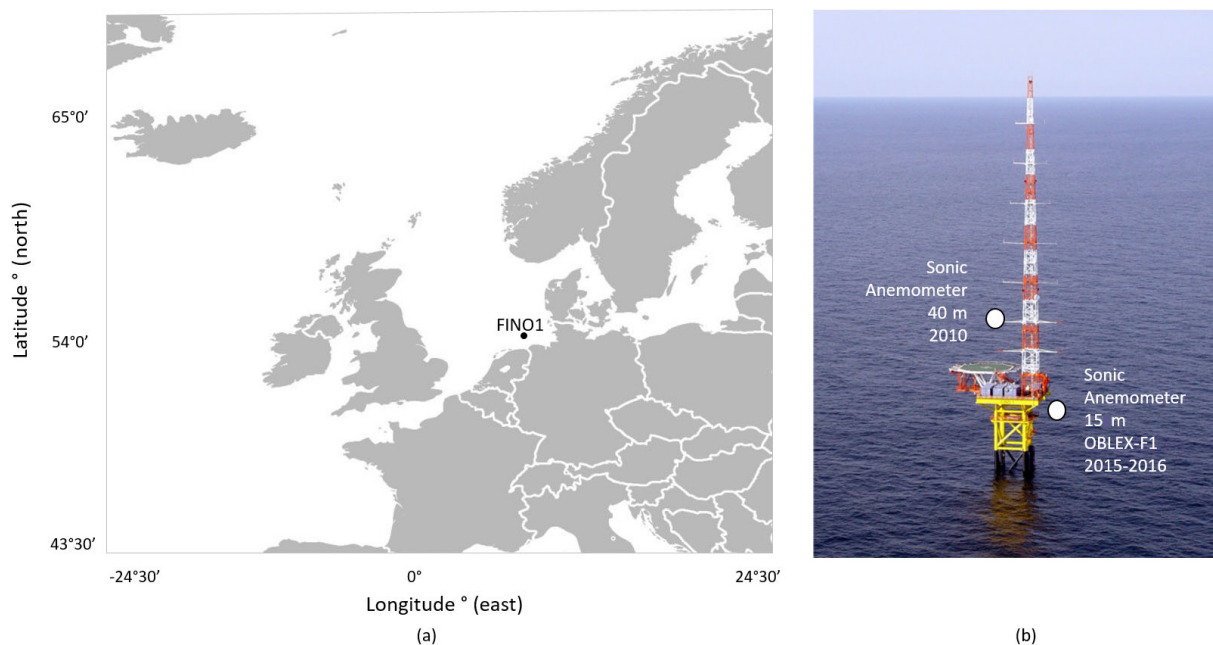 65°0'
Latitude ° (north)
FINO1
54°0'
43°30'
-24°30'
0°
24°30'
Longitude ° (east)
(a)
Sonic
Anemometer
40 m
2010
Sonic
Anemometer
15 m
OBLEX-F1
2015-2016
(b)